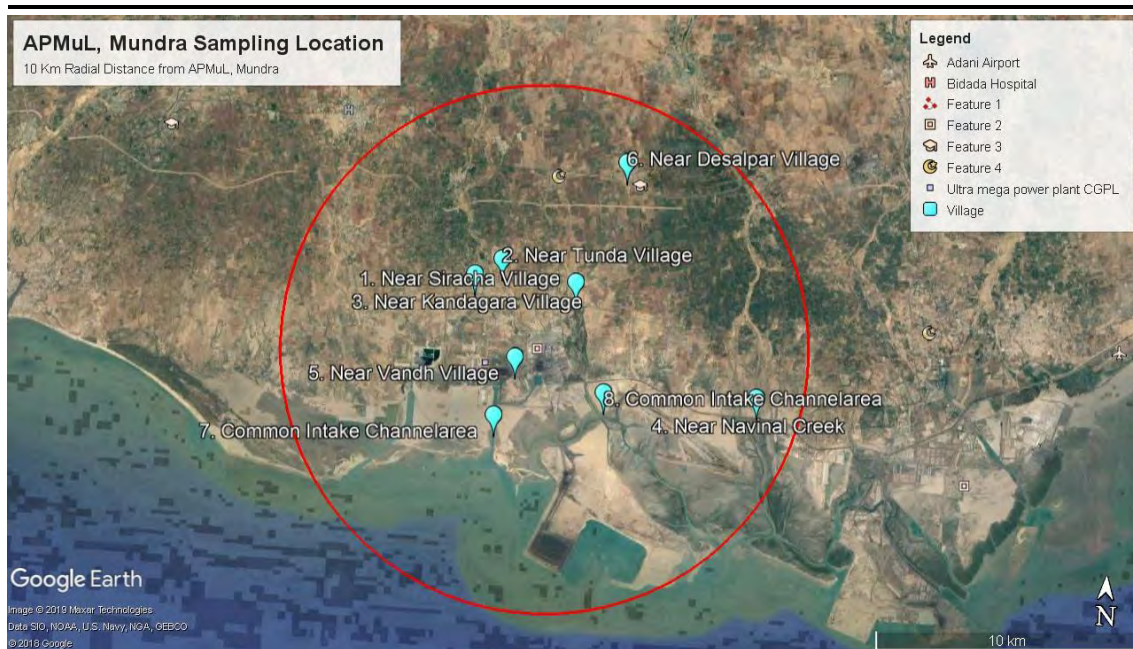 APMuL, Mundra Sampling Location
10 Km Radial Distance from APMuL, Mundra
Legend
Adani Airport
Bidada Hospital
Feature 1
Feature 2
Feature 3
Feature 4
Ultra mega power plant CGPL
Village
6. Near Desalpar Village
2. Near Tunda Village
1. Near Siracha Village
3. Near Kandagara Village
5. Near Vandh Village
8. Common Intake Channelarea
4. Near Navinal Creek
7. Common Intake Channelarea
Google Earth
Image © 2019 Maxar Technologies
Data SIO, NOAA, U.S. Navy, NGA, GEBCO
© 2018 Google
N
10 km